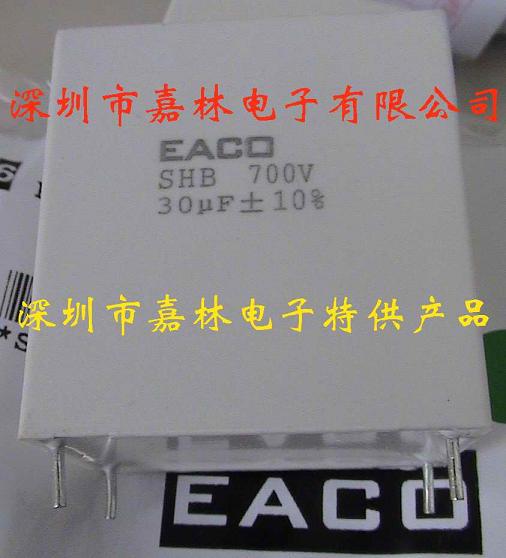 深圳市嘉林电子有限公司
EACO
SHB 700V
30µF±10%
深圳市嘉林电子特供产品
EACO